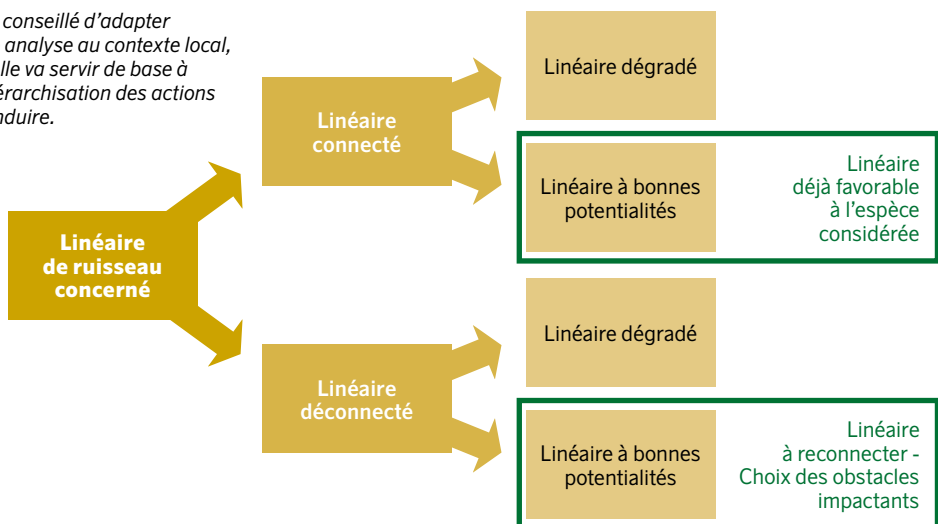 conseillé d'adapter
analyse au contexte local,
lle va servir de base à
érarchisation des actions
nduire.
Linéaire
de ruisseau
concerné
Linéaire
connecté
Linéaire dégradé
Linéaire à bonnes
potentialités
Linéaire
déjà favorable
à l'espèce
considérée
Linéaire
déconnecté
Linéaire dégradé
Linéaire à bonnes
potentialités
Linéaire
à reconnecter -
Choix des obstacles
impactants